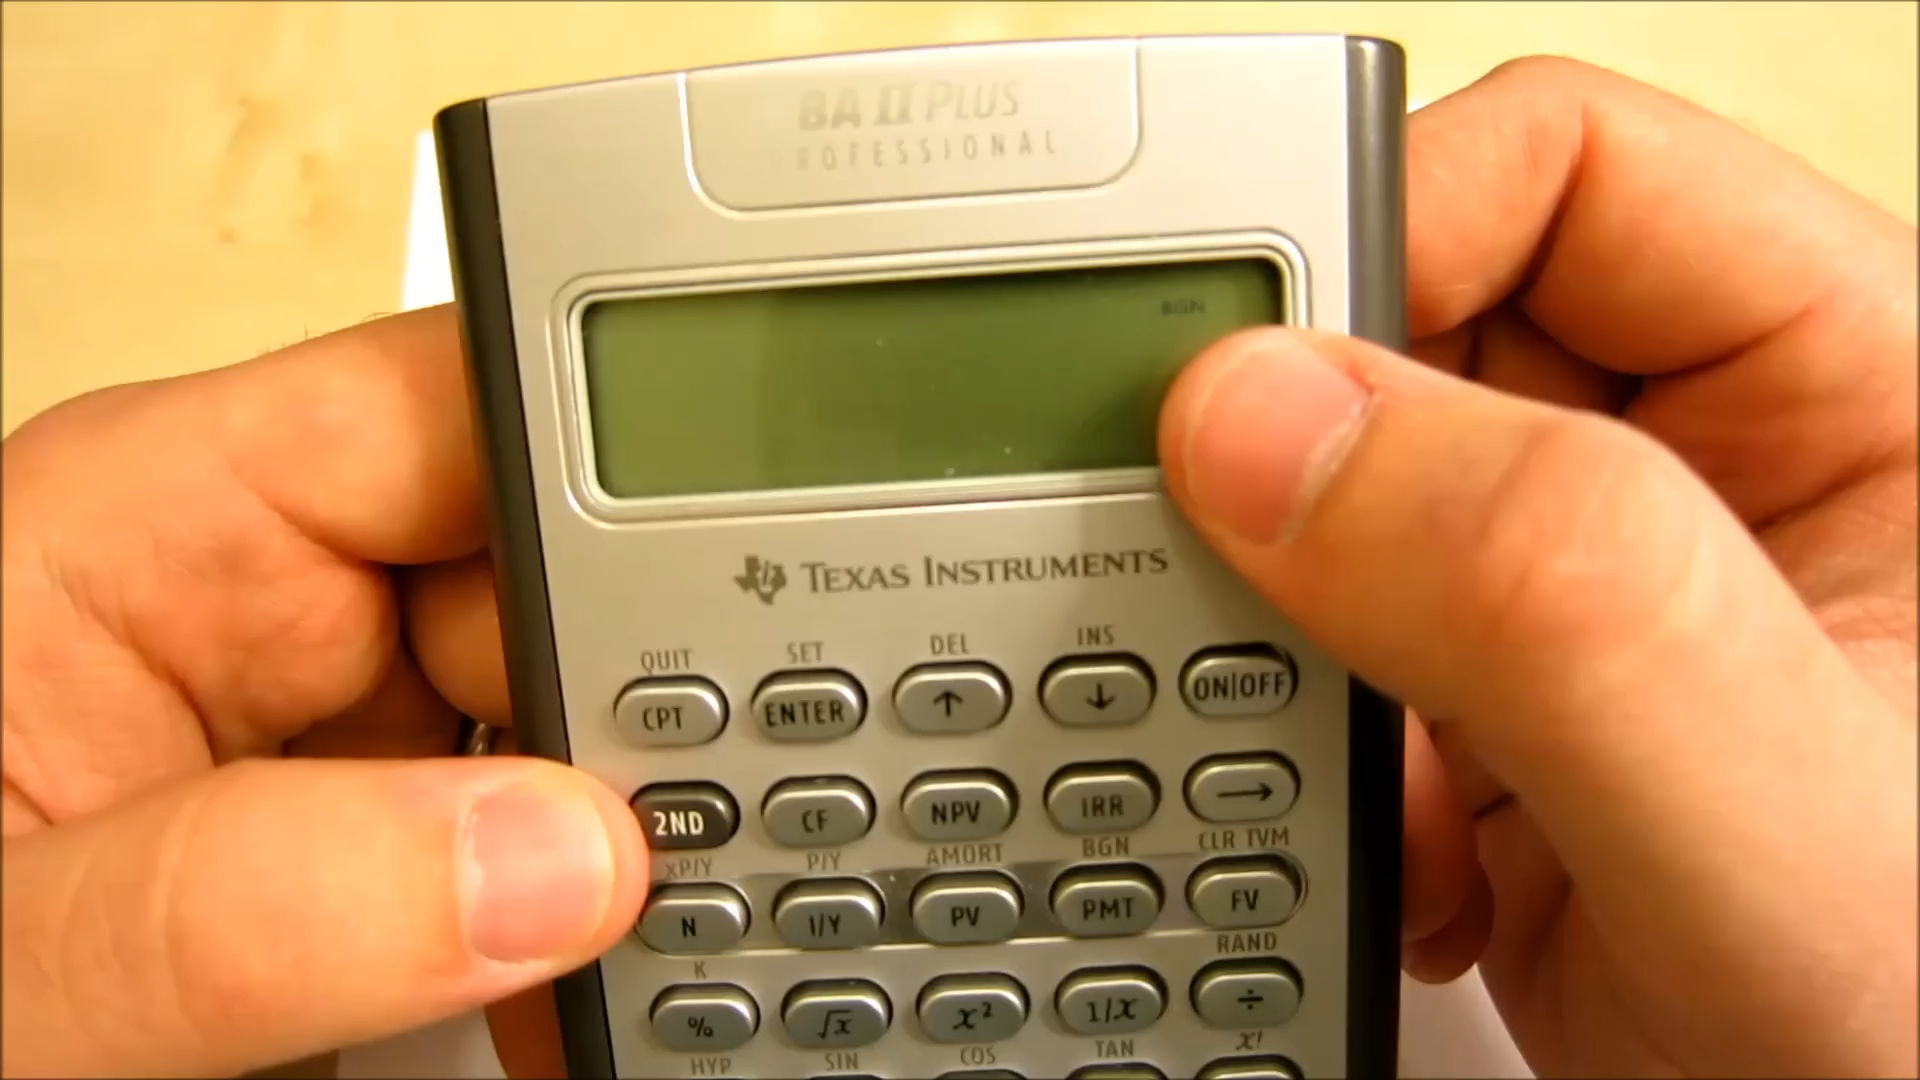 BA II PLUS
PROFESSIONAL
BGN
TEXAS INSTRUMENTS
QUIT SET DEL INS
CPT ENTER ↑ ↓ ON|OFF
2ND CF NPV IRR →
xP/Y P/Y AMORT BGN CLR TVM
N I/Y PV PMT FV
K RAND
% √x x² 1/x ÷
HYP SIN COS TAN x!